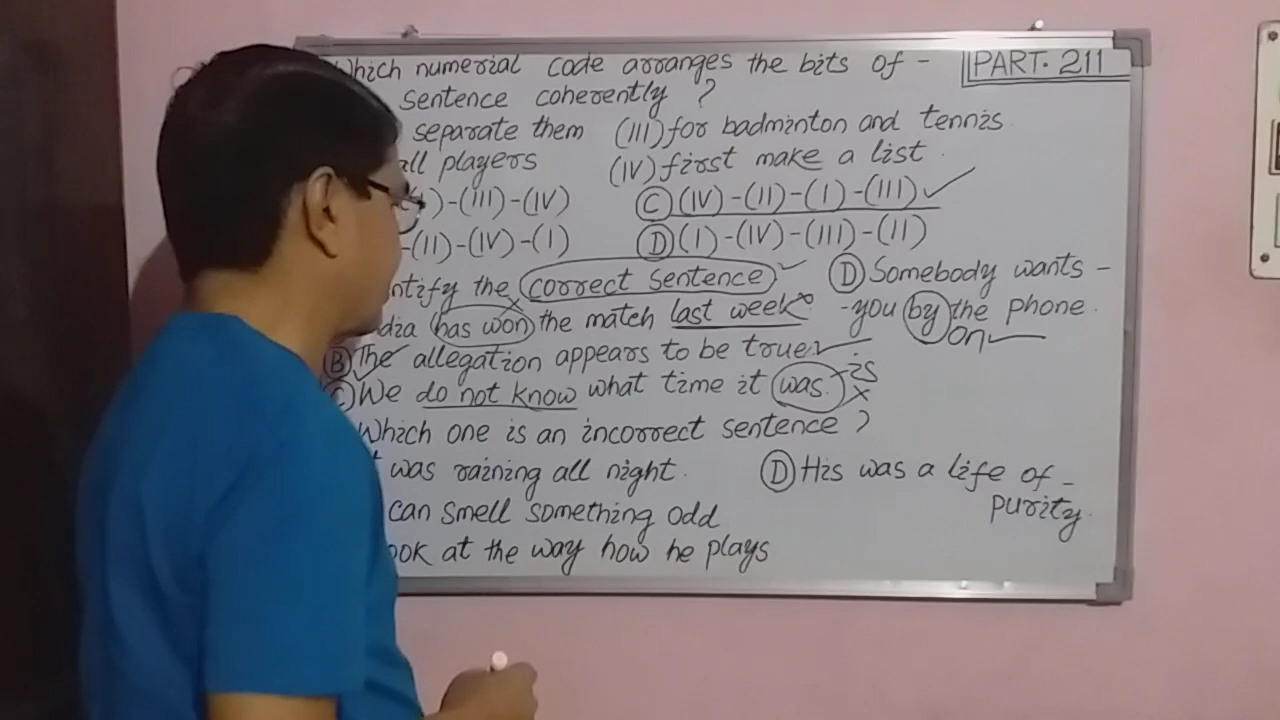 Which numerial code arranges the bits of - PART. 211
sentence coherently ?
separate them (III) for badminton and tennis
all players (IV) first make a list.
)-(III)-(IV) (C) (IV)-(II)-(I)-(III) ✓
-(II)-(IV)-(I) (D) (I)-(IV)-(III)-(II)
the correct sentence ✓ (D) Somebody wants -
has won x the match last week x -you by the phone.
on ✓
(B) The allegation appears to be true ✓
(C) We do not know what time it was. x is
Which one is an incorrect sentence ?
was raining all night. (D) His was a life of -
purity.
can smell something odd
at the way how he plays